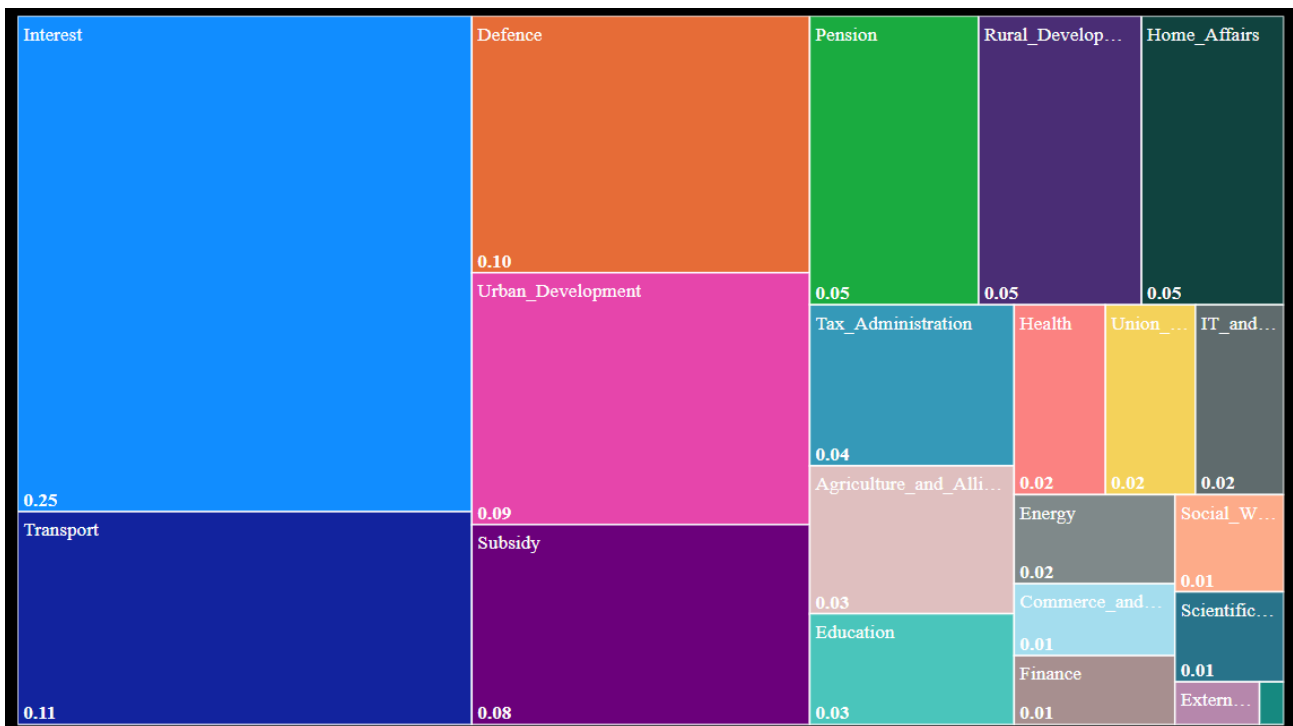 Interest
0.25
Transport
0.11
Defence
0.10
Urban_Development
0.09
Subsidy
0.08
Pension
0.05
Rural_Develop…
0.05
Home_Affairs
0.05
Tax_Administration
0.04
Agriculture_and_Alli…
0.03
Education
0.03
Health
0.02
Union_…
0.02
IT_and…
0.02
Energy
0.02
Commerce_and…
0.01
Finance
0.01
Social_W…
0.01
Scientific…
0.01
Extern…